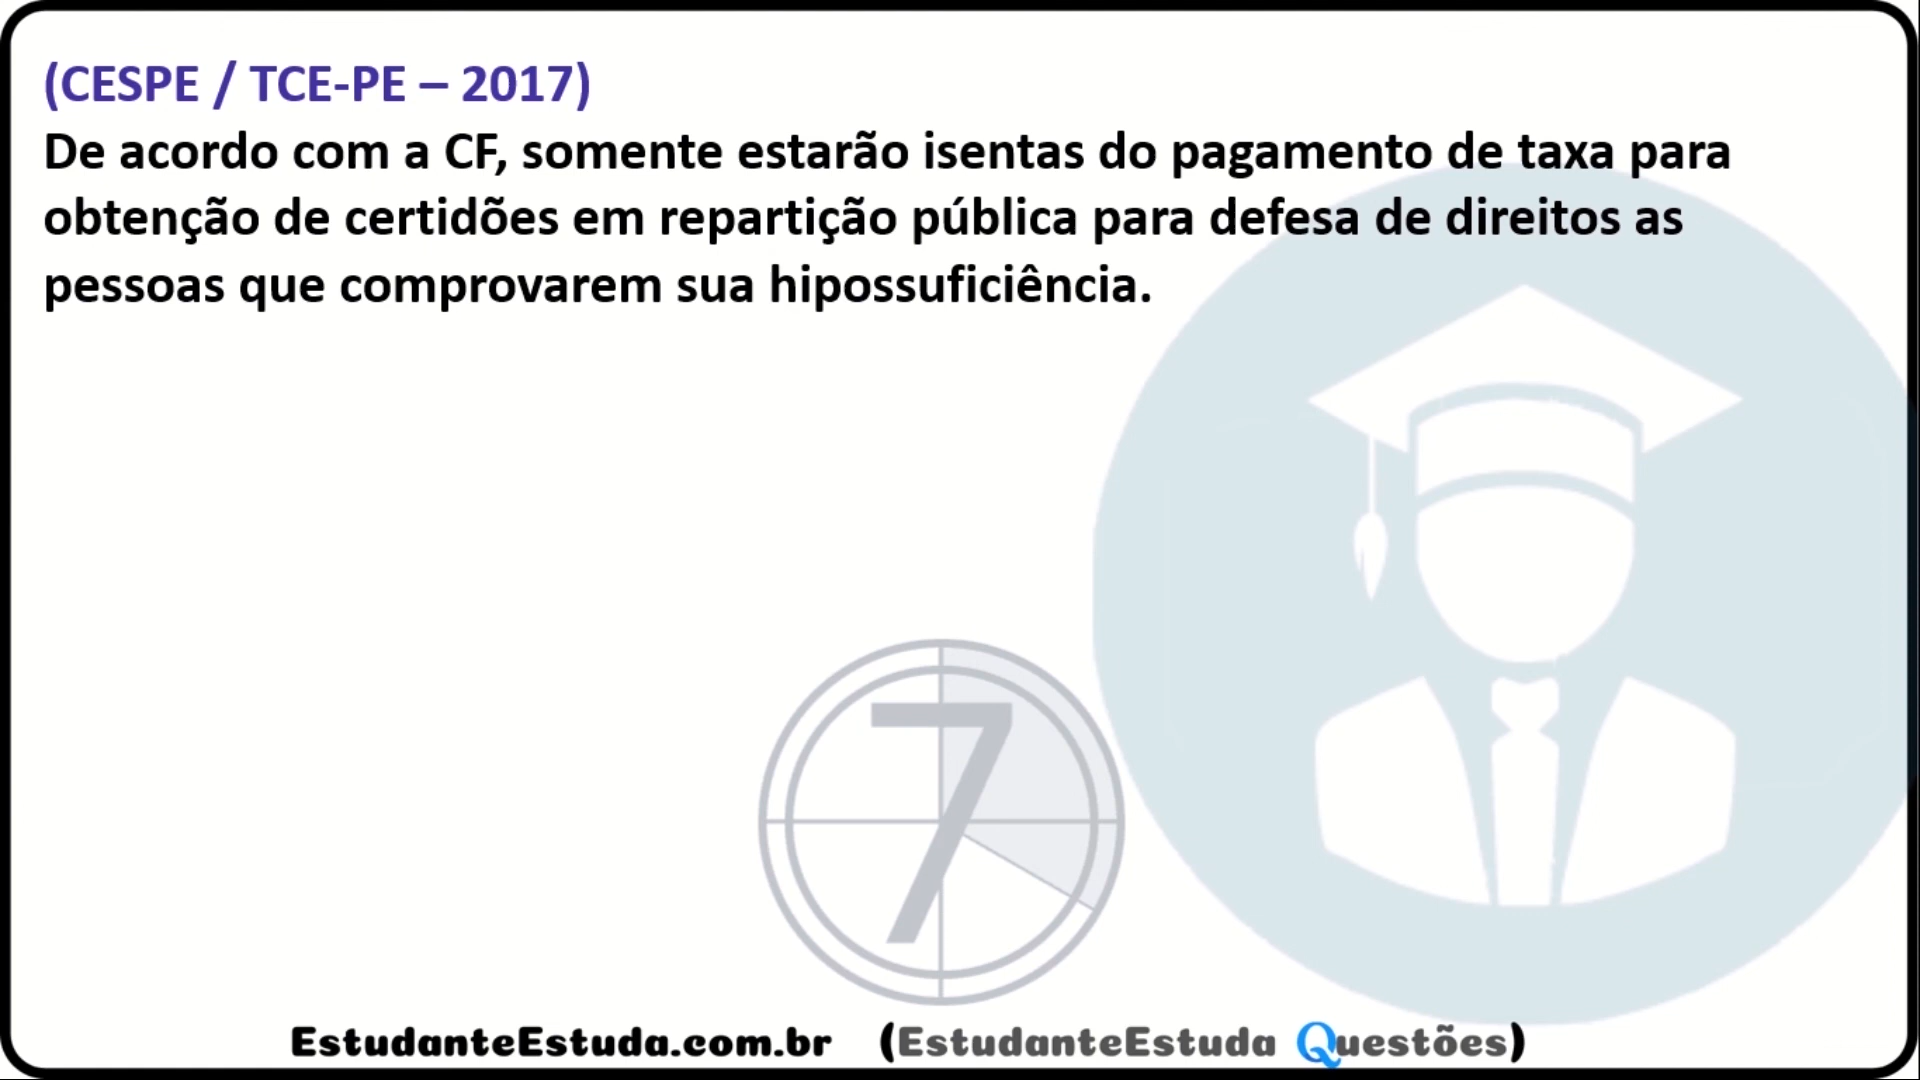 (CESPE / TCE-PE – 2017)
De acordo com a CF, somente estarão isentas do pagamento de taxa para
obtenção de certidões em repartição pública para defesa de direitos as
pessoas que comprovarem sua hipossuficiência.
7
EstudanteEstuda.com.br (EstudanteEstuda Questões)